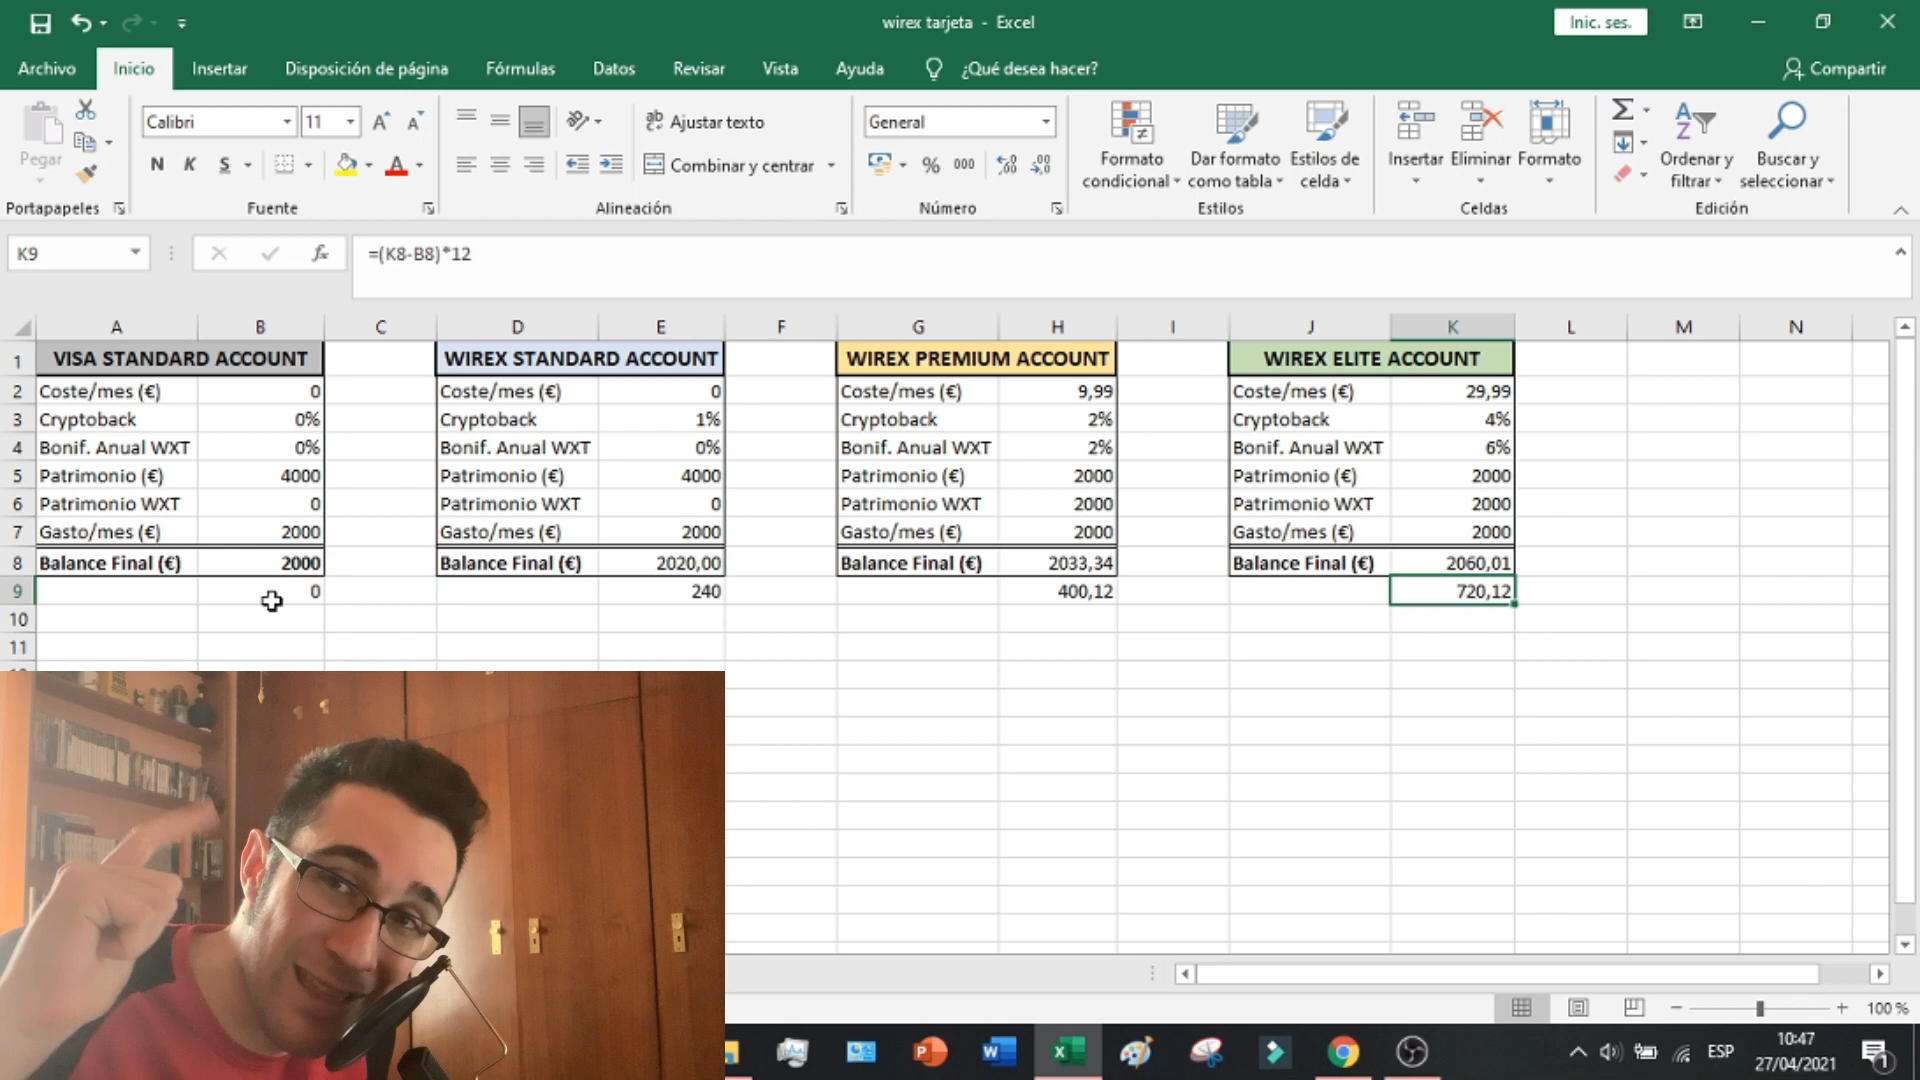 wirex tarjeta - Excel
Inic. ses.
Archivo Inicio Insertar Disposición de página Fórmulas Datos Revisar Vista Ayuda ¿Qué desea hacer? Compartir
Pegar
Portapapeles
Calibri 11
N K S
Fuente
Ajustar texto
Combinar y centrar
Alineación
General
% 000
Número
Formato condicional
Dar formato como tabla
Estilos de celda
Estilos
Insertar Eliminar Formato
Celdas
Ordenar y filtrar
Buscar y seleccionar
Edición
K9 fx =(K8-B8)*12
A B C D E F G H I J K L M N
1 VISA STANDARD ACCOUNT WIREX STANDARD ACCOUNT WIREX PREMIUM ACCOUNT WIREX ELITE ACCOUNT
2 Coste/mes (€) 0 Coste/mes (€) 0 Coste/mes (€) 9,99 Coste/mes (€) 29,99
3 Cryptoback 0% Cryptoback 1% Cryptoback 2% Cryptoback 4%
4 Bonif. Anual WXT 0% Bonif. Anual WXT 0% Bonif. Anual WXT 2% Bonif. Anual WXT 6%
5 Patrimonio (€) 4000 Patrimonio (€) 4000 Patrimonio (€) 2000 Patrimonio (€) 2000
6 Patrimonio WXT 0 Patrimonio WXT 0 Patrimonio WXT 2000 Patrimonio WXT 2000
7 Gasto/mes (€) 2000 Gasto/mes (€) 2000 Gasto/mes (€) 2000 Gasto/mes (€) 2000
8 Balance Final (€) 2000 Balance Final (€) 2020,00 Balance Final (€) 2033,34 Balance Final (€) 2060,01
9 0 240 400,12 720,12
10
11
100 %
ESP
10:47
27/04/2021
1